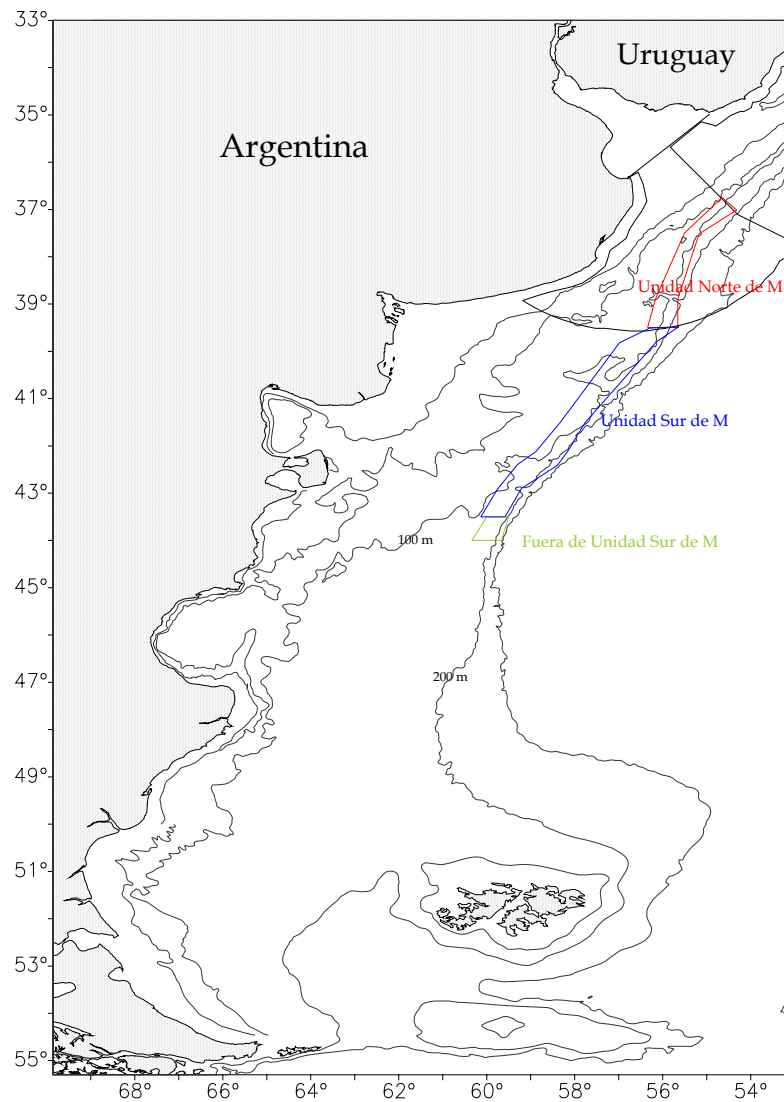 33°
Uruguay
35°
Argentina
37°
Unidad Norte de M
39°
41°
Unidad Sur de M
43°
100 m
Fuera de Unidad Sur de M
45°
200 m
47°
49°
51°
53°
55°
68° 66° 64° 62° 60° 58° 56° 54°